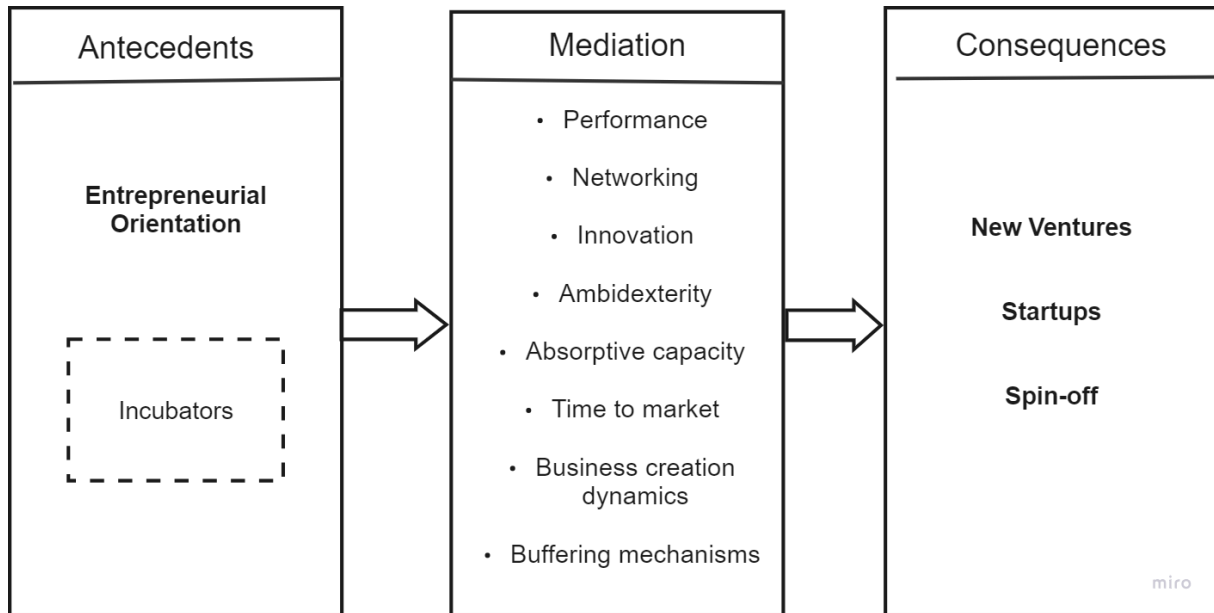 Antecedents
Entrepreneurial
Orientation
Incubators
Mediation
• Performance
• Networking
• Innovation
• Ambidexterity
• Absorptive capacity
• Time to market
• Business creation
dynamics
• Buffering mechanisms
Consequences
New Ventures
Startups
Spin-off
miro